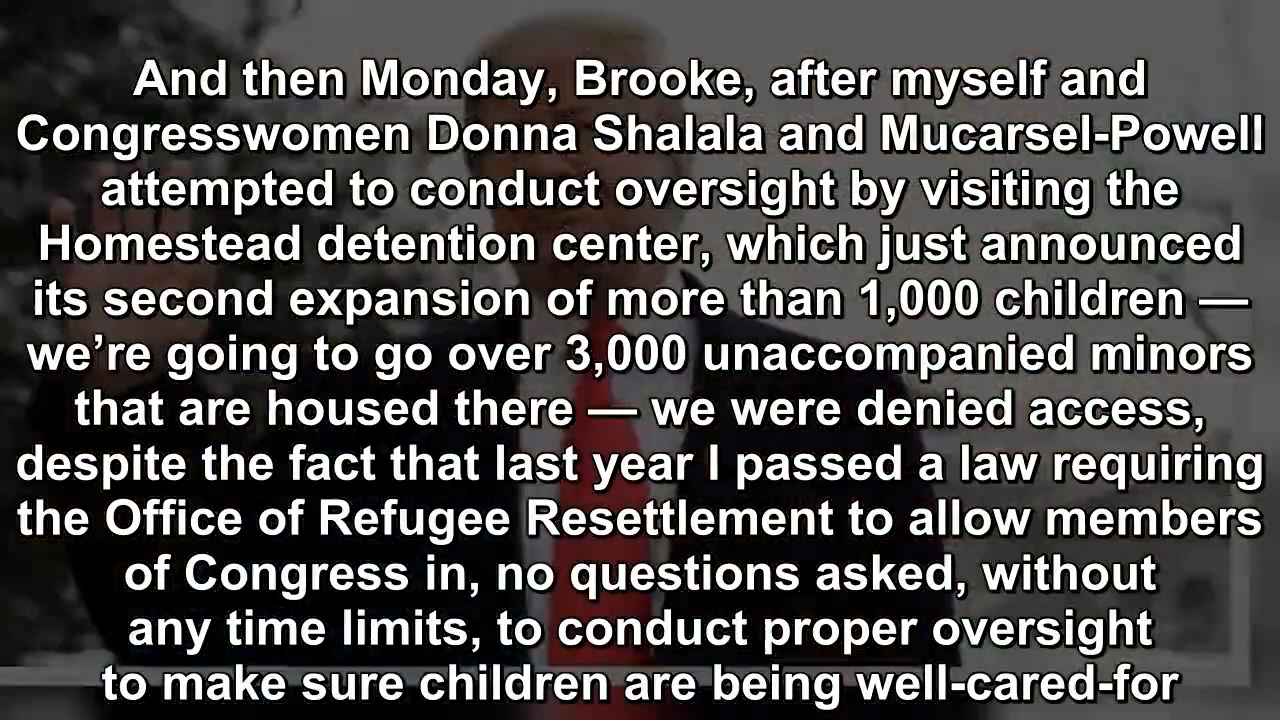 And then Monday, Brooke, after myself and
Congresswomen Donna Shalala and Mucarsel-Powell
attempted to conduct oversight by visiting the
Homestead detention center, which just announced
its second expansion of more than 1,000 children —
we’re going to go over 3,000 unaccompanied minors
that are housed there — we were denied access,
despite the fact that last year I passed a law requiring
the Office of Refugee Resettlement to allow members
of Congress in, no questions asked, without
any time limits, to conduct proper oversight
to make sure children are being well-cared-for